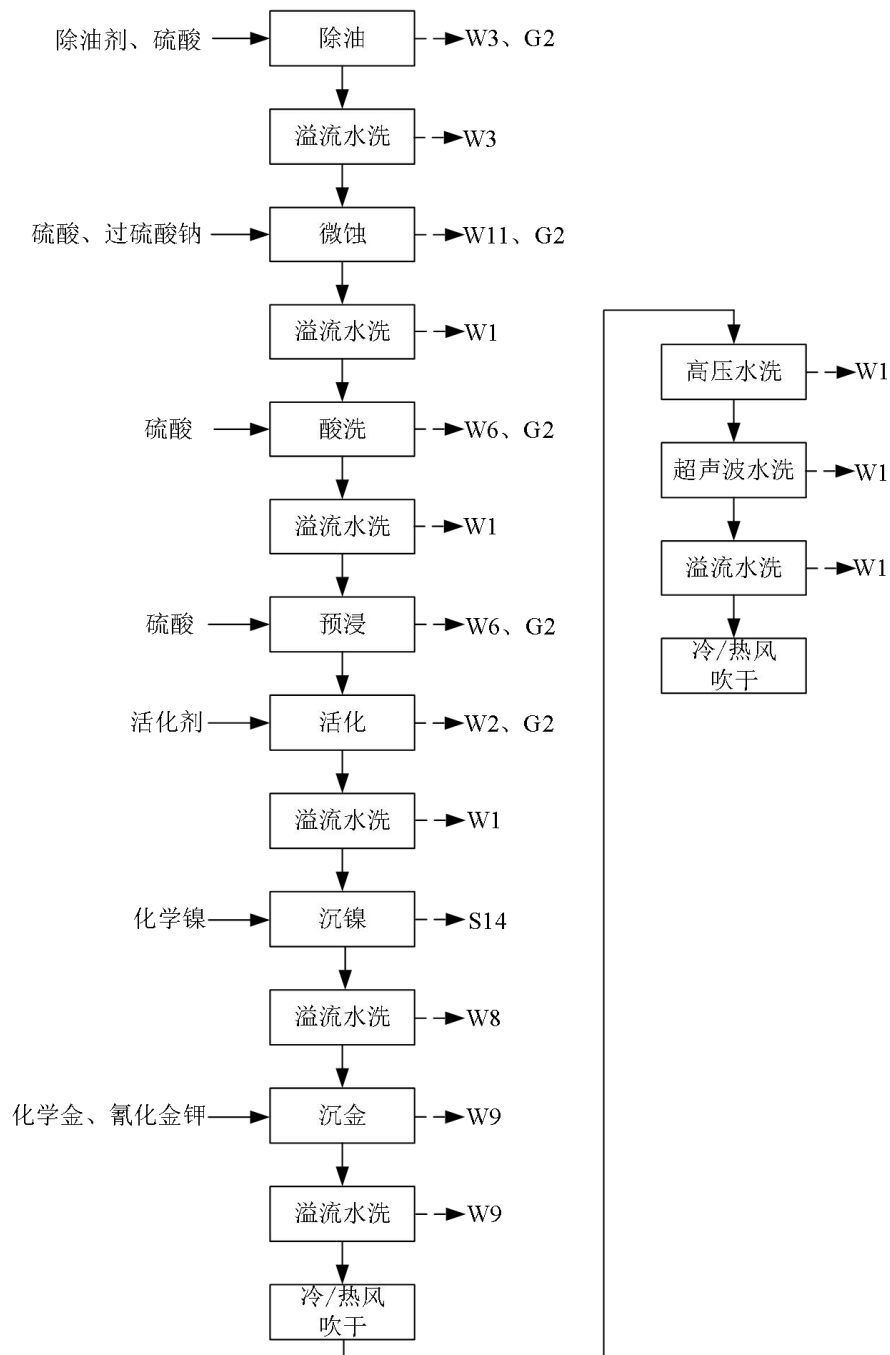 除油剂、硫酸
除油
W3、G2
溢流水洗
W3
硫酸、过硫酸钠
微蚀
W11、G2
溢流水洗
W1
硫酸
酸洗
W6、G2
溢流水洗
W1
硫酸
预浸
W6、G2
活化剂
活化
W2、G2
溢流水洗
W1
化学镍
沉镍
S14
溢流水洗
W8
化学金、氰化金钾
沉金
W9
溢流水洗
W9
冷/热风
吹干
高压水洗
W1
超声波水洗
W1
溢流水洗
W1
冷/热风
吹干